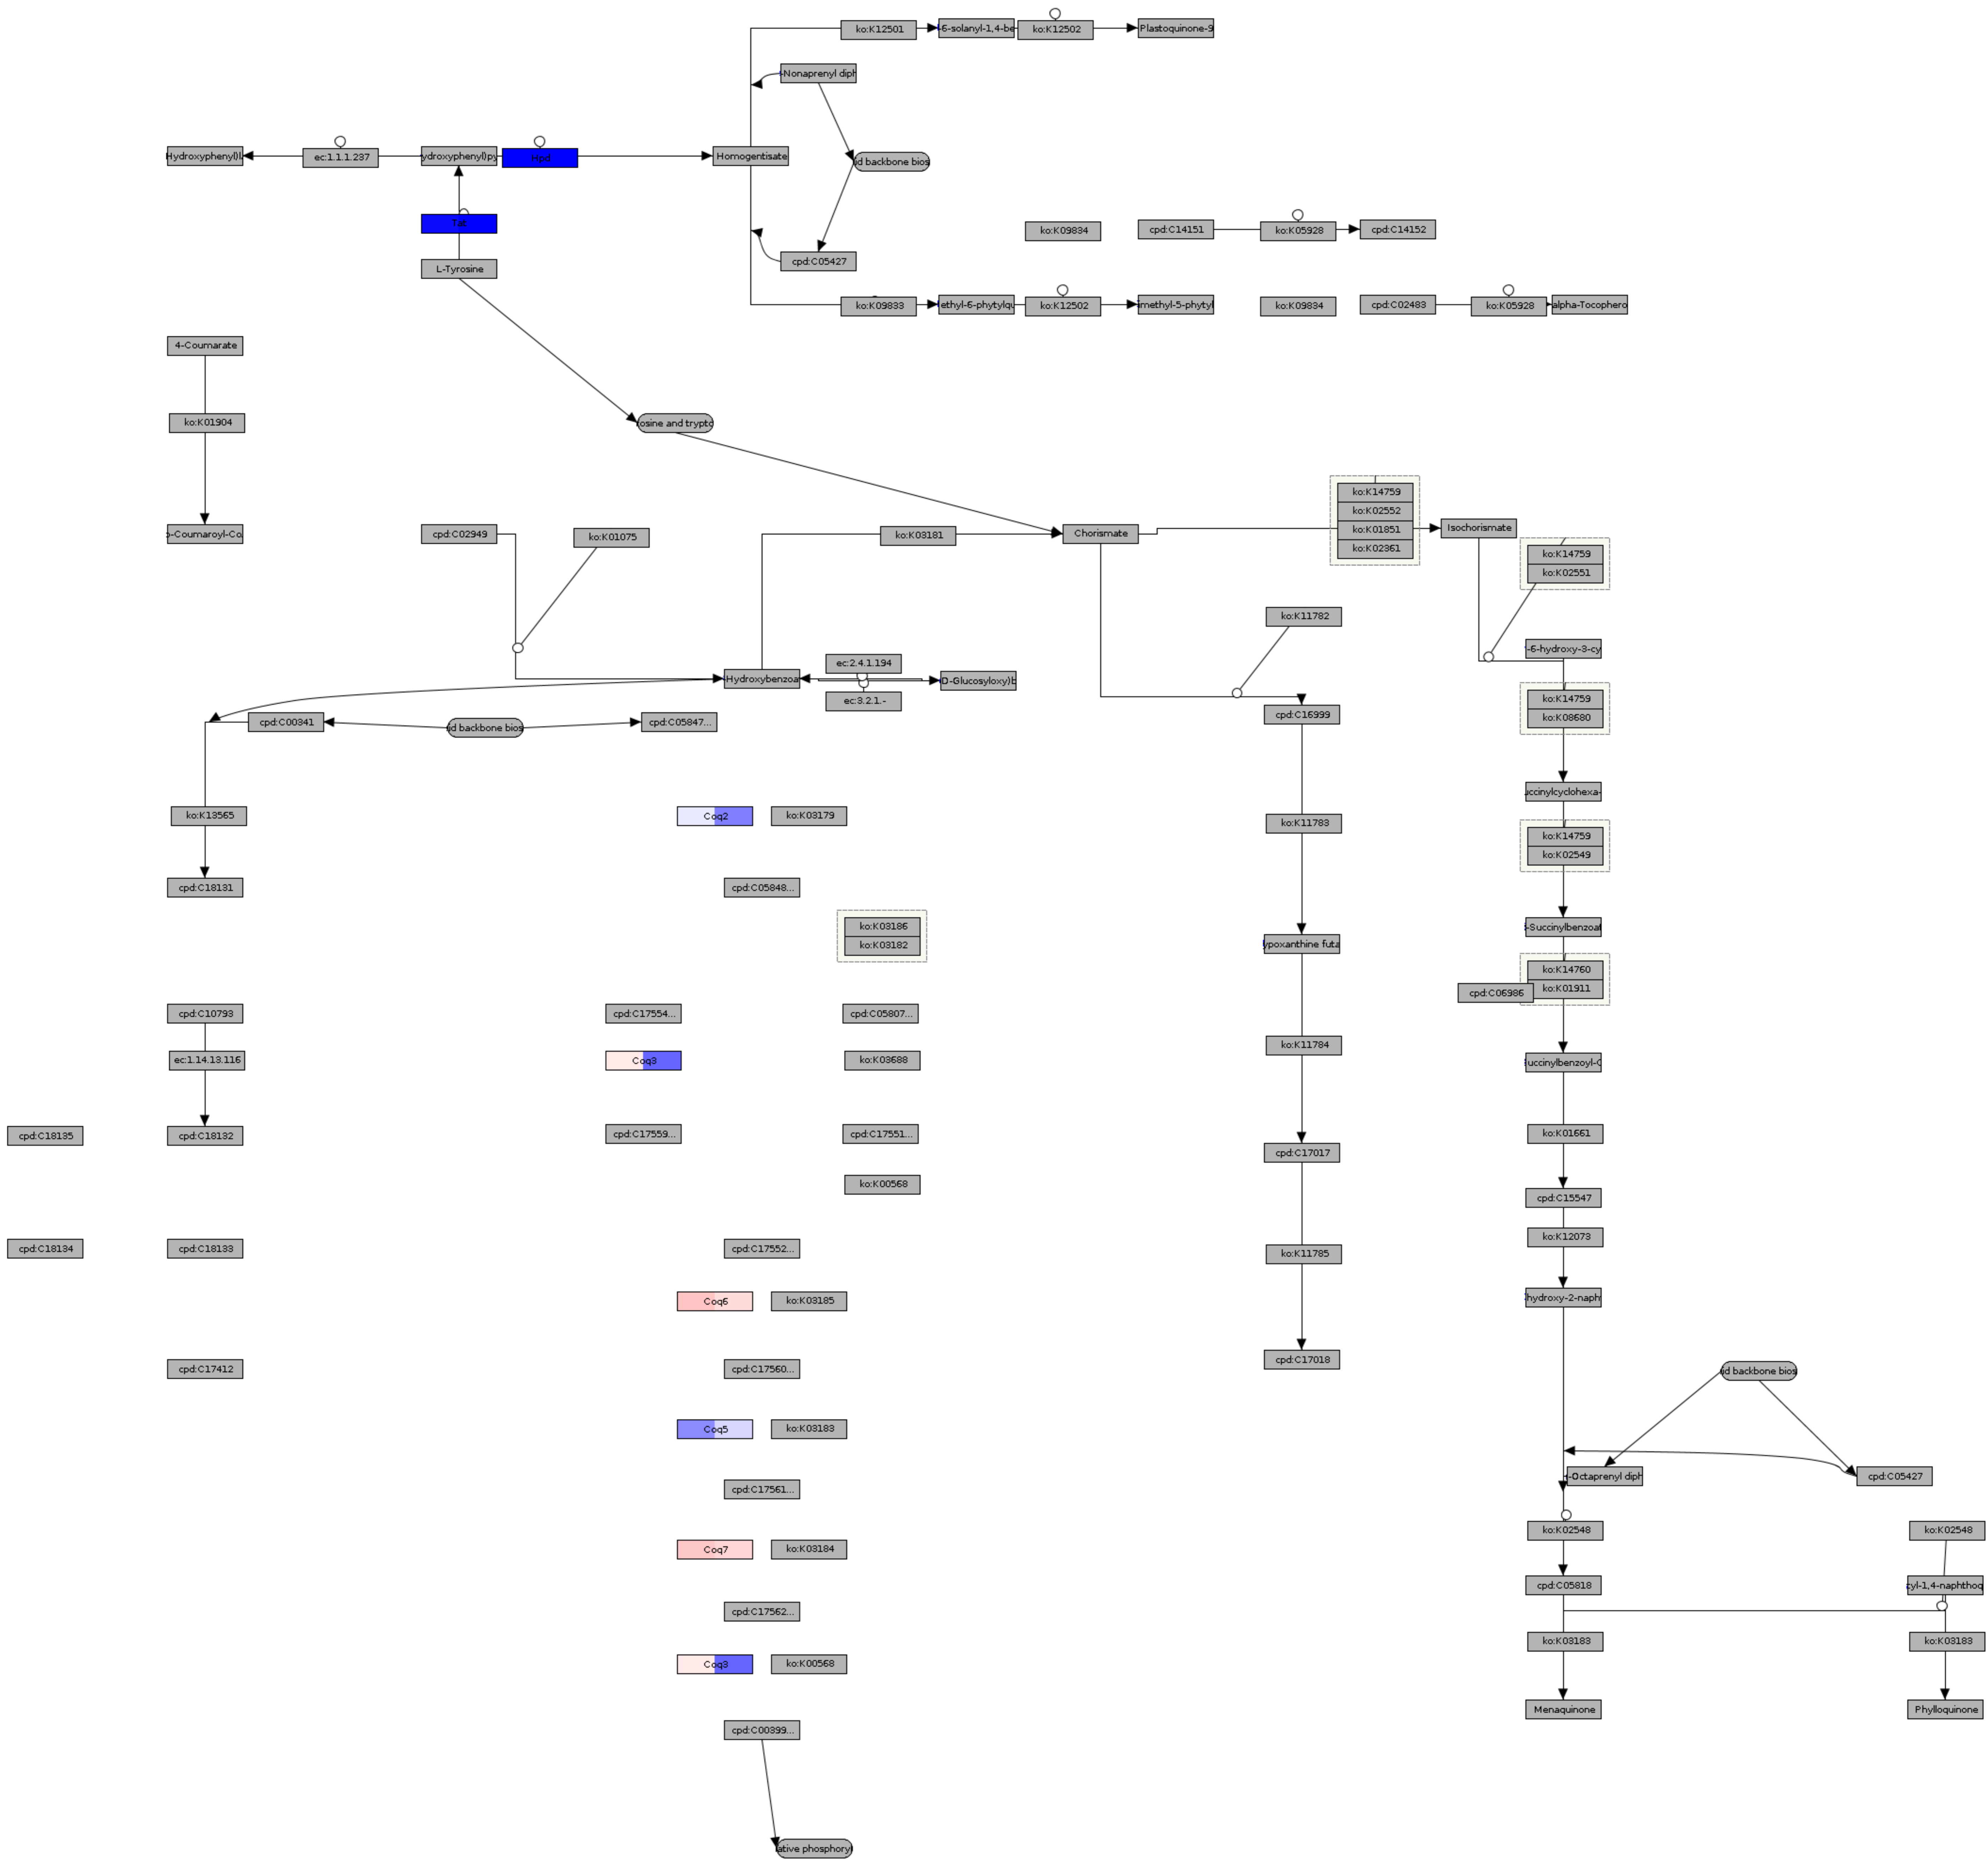 ko:K12501
-6-solanyl-1,4-be
ko:K12502
Plastoquinone-9
-Nonaprenyl diph
Hydroxyphenyl)l
ec:1.1.1.237
ydroxyphenyl)py
Hpd
Homogentisate
id backbone bios
Tat
ko:K09834
cpd:C14151
ko:K05928
cpd:C14152
L-Tyrosine
cpd:C05427
ko:K09833
ethyl-6-phytylqu
ko:K12502
imethyl-5-phytyl
ko:K09834
cpd:C02483
ko:K05928
alpha-Tocophero
4-Coumarate
ko:K01904
osine and trypto
ko:K14759
ko:K02552
ko:K01851
ko:K02361
p-Coumaroyl-Co
cpd:C02949
ko:K01075
ko:K03181
Chorismate
Isochorismate
ko:K14759
ko:K02551
ko:K11782
-6-hydroxy-3-cy
ec:2.4.1.194
Hydroxybenzoa
D-Glucosyloxy)b
ec:3.2.1.-
ko:K14759
ko:K08680
cpd:C16999
cpd:C00341
id backbone bios
cpd:C05847...
uccinylcyclohexa-
ko:K13565
Coq2
ko:K03179
ko:K11783
ko:K14759
ko:K02549
cpd:C18131
cpd:C05848...
ko:K03186
ko:K03182
ypoxanthine futa
-Succinylbenzoat
ko:K14760
ko:K01911
cpd:C06986
cpd:C10793
cpd:C17554...
cpd:C05807...
ec:1.14.13.116
Coq3
ko:K03688
ko:K11784
uccinylbenzoyl-C
cpd:C18135
cpd:C18132
cpd:C17559...
cpd:C17551...
cpd:C17017
ko:K01661
ko:K00568
cpd:C15547
cpd:C18134
cpd:C18133
cpd:C17552...
ko:K11785
ko:K12073
Coq6
ko:K03185
hydroxy-2-naph
cpd:C17412
cpd:C17560...
cpd:C17018
id backbone bios
Coq5
ko:K03183
cpd:C17561...
-Octaprenyl diph
cpd:C05427
Coq7
ko:K03184
ko:K02548
ko:K02548
cpd:C05818
cyl-1,4-naphthoq
cpd:C17562...
ko:K03183
ko:K03183
Coq3
ko:K00568
Menaquinone
Phylloquinone
cpd:C00399...
ative phosphoryl